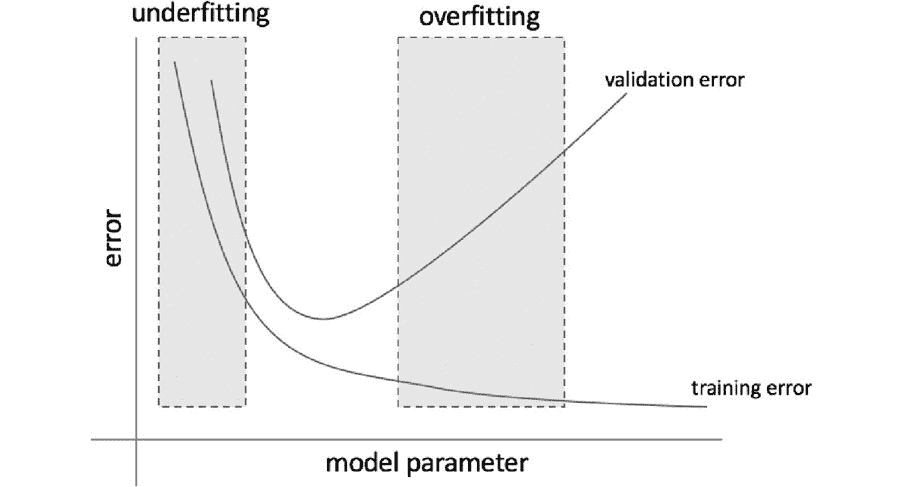 underfitting
overfitting
validation error
error
training error
model parameter